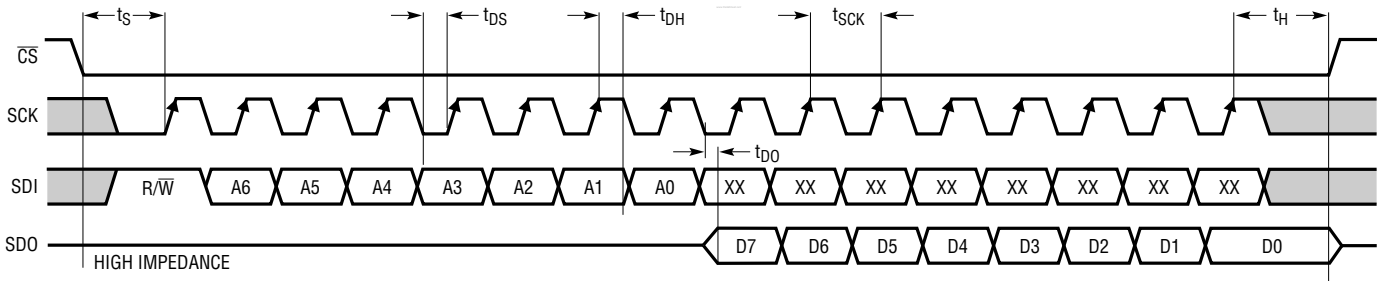 tS tDS tDH tSCK tH
CS
SCK
tDO
SDI R/W A6 A5 A4 A3 A2 A1 A0 XX XX XX XX XX XX XX XX
SDO D7 D6 D5 D4 D3 D2 D1 D0
HIGH IMPEDANCE